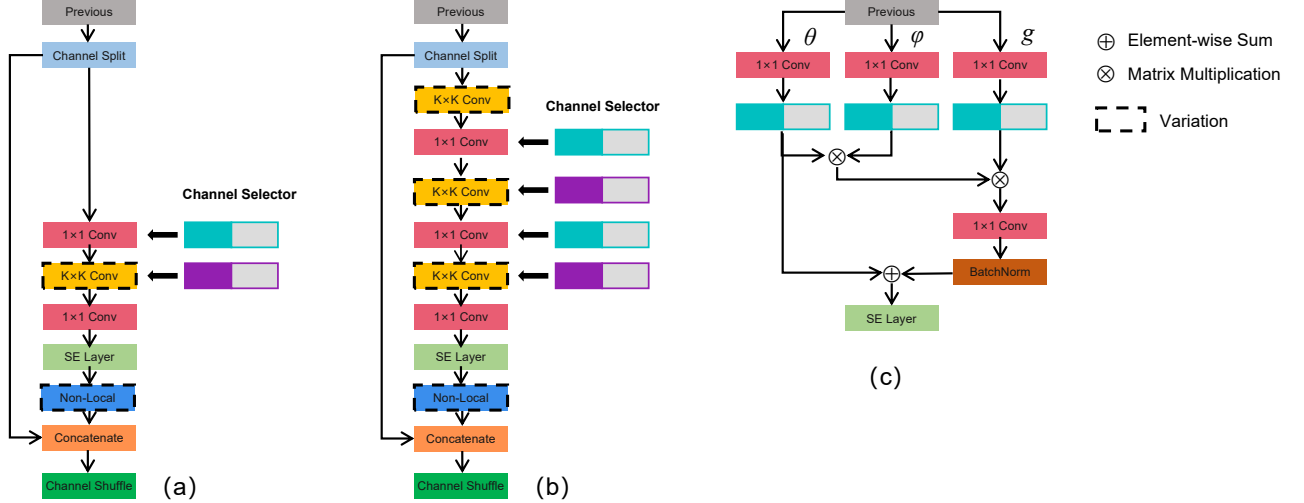 Previous
Channel Split
Channel Selector
1×1 Conv
K×K Conv
1×1 Conv
SE Layer
Non-Local
Concatenate
Channel Shuffle
(a)
Previous
Channel Split
K×K Conv
Channel Selector
1×1 Conv
K×K Conv
1×1 Conv
K×K Conv
1×1 Conv
SE Layer
Non-Local
Concatenate
Channel Shuffle
(b)
Previous
θ
φ
g
1×1 Conv
1×1 Conv
1×1 Conv
1×1 Conv
BatchNorm
SE Layer
(c)
Element-wise Sum
Matrix Multiplication
Variation